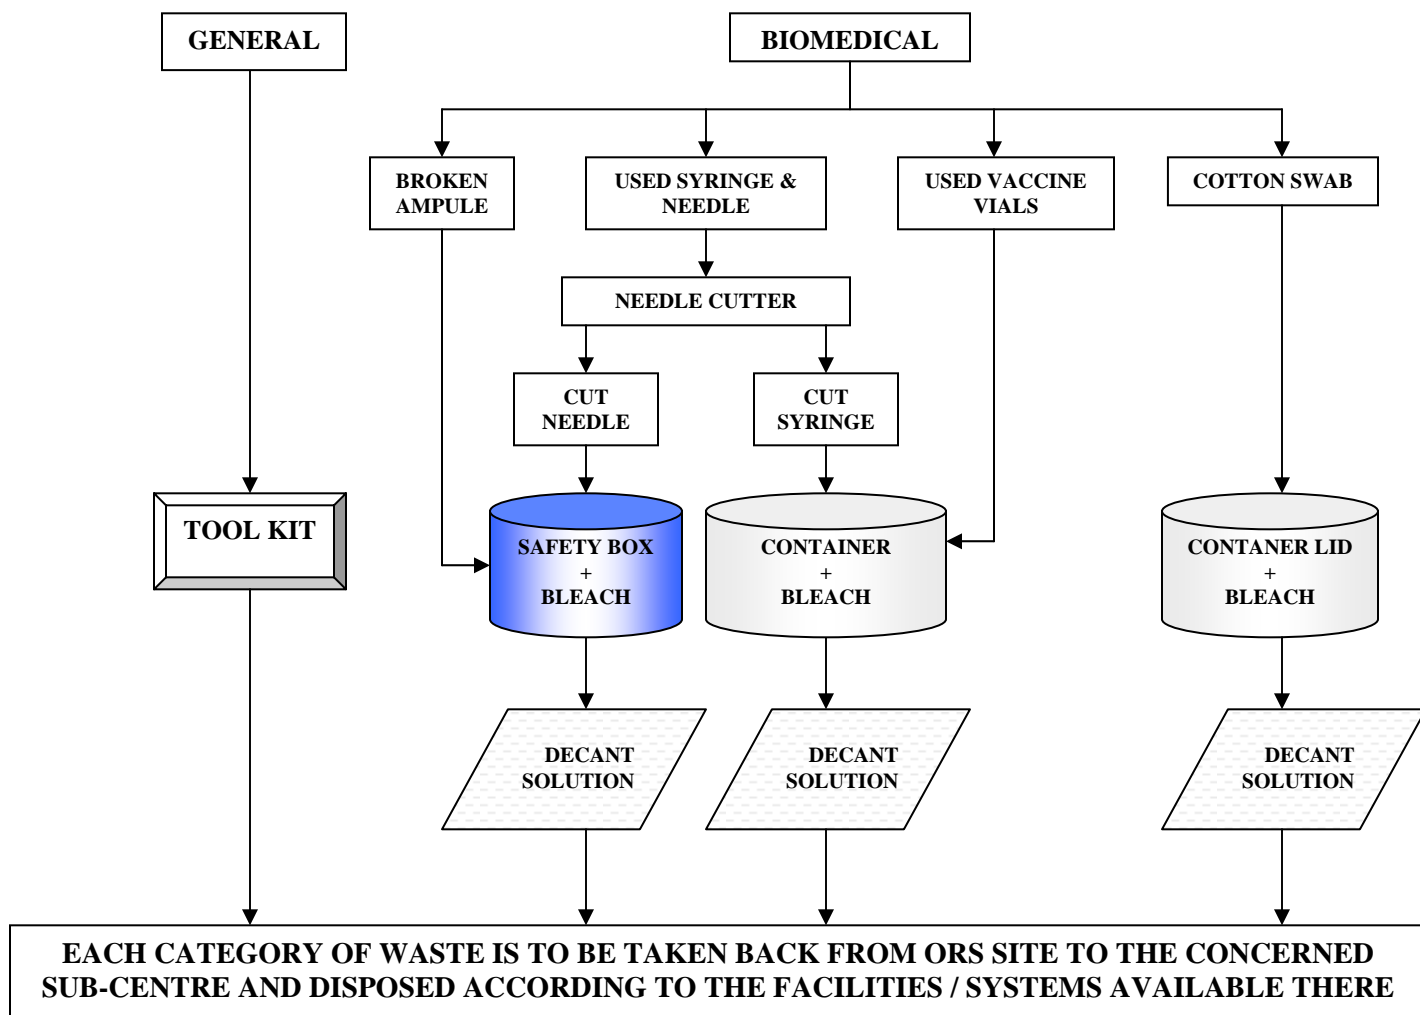 GENERAL
BIOMEDICAL
BROKEN
AMPULE
USED SYRINGE &
NEEDLE
USED VACCINE
VIALS
COTTON SWAB
NEEDLE CUTTER
CUT
NEEDLE
CUT
SYRINGE
TOOL KIT
SAFETY BOX
+
BLEACH
CONTAINER
+
BLEACH
CONTANER LID
+
BLEACH
DECANT
SOLUTION
DECANT
SOLUTION
DECANT
SOLUTION
EACH CATEGORY OF WASTE IS TO BE TAKEN BACK FROM ORS SITE TO THE CONCERNED
SUB-CENTRE AND DISPOSED ACCORDING TO THE FACILITIES / SYSTEMS AVAILABLE THERE